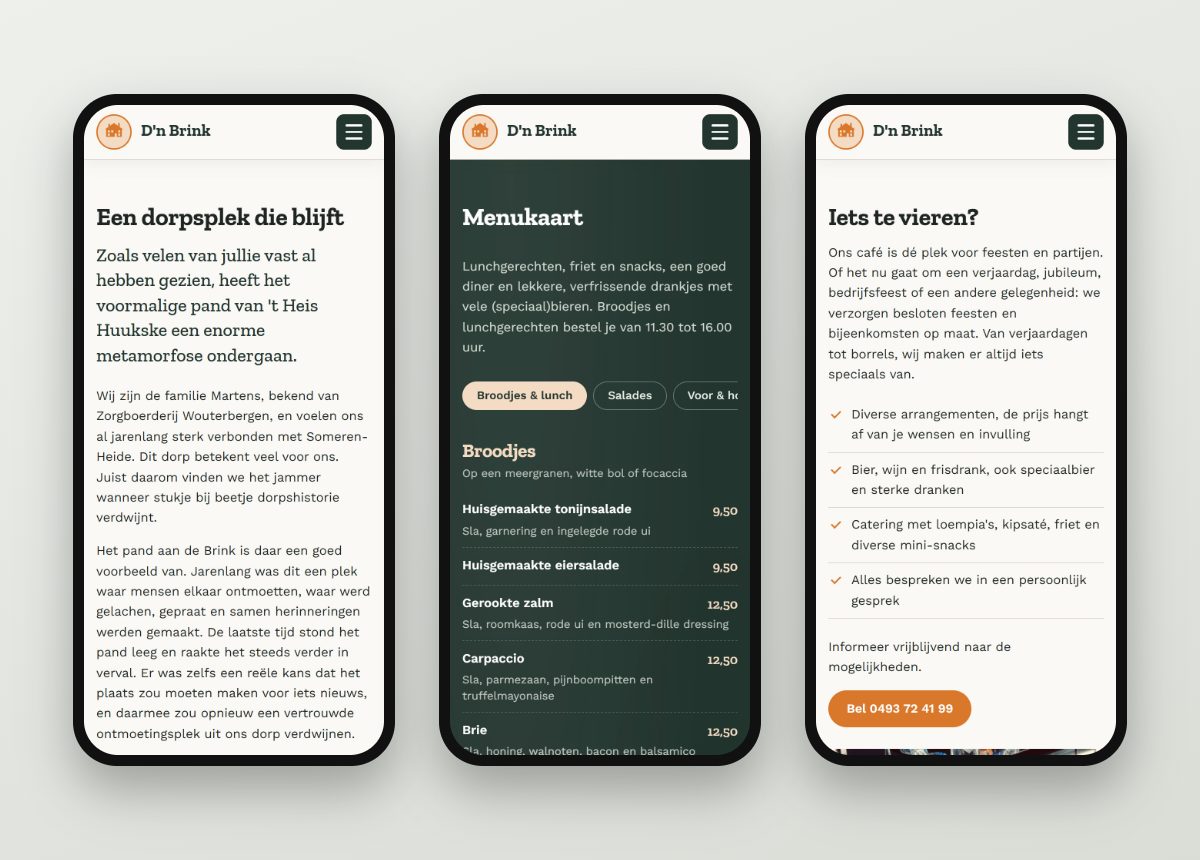 D'n Brink
Een dorpsplek die blijft
Zoals velen van jullie vast al
hebben gezien, heeft het
voormalige pand van 't Heis
Huukske een enorme
metamorfose ondergaan.
Wij zijn de familie Martens, bekend van
Zorgboerderij Wouterbergen, en voelen ons
al jarenlang sterk verbonden met Someren-
Heide. Dit dorp betekent veel voor ons.
Juist daarom vinden we het jammer
wanneer stukje bij beetje dorpshistorie
verdwijnt.
Het pand aan de Brink is daar een goed
voorbeeld van. Jarenlang was dit een plek
waar mensen elkaar ontmoetten, waar werd
gelachen, gepraat en samen herinneringen
werden gemaakt. De laatste tijd stond het
pand leeg en raakte het steeds verder in
verval. Er was zelfs een reële kans dat het
plaats zou moeten maken voor iets nieuws,
en daarmee zou opnieuw een vertrouwde
ontmoetingsplek uit ons dorp verdwijnen.
D'n Brink
Menukaart
Lunchgerechten, friet en snacks, een goed
diner en lekkere, verfrissende drankjes met
vele (speciaal)bieren. Broodjes en
lunchgerechten bestel je van 11.30 tot 16.00
uur.
Broodjes & lunch Salades Voor & ho
Broodjes
Op een meergranen, witte bol of focaccia
Huisgemaakte tonijnsalade 9,50
Sla, garnering en ingelegde rode ui
Huisgemaakte eiersalade 9,50
Gerookte zalm 12,50
Sla, roomkaas, rode ui en mosterd-dille dressing
Carpaccio 12,50
Sla, parmezaan, pijnboompitten en
truffelmayonaise
Brie 12,50
Sla, honing, walnoten, bacon en balsamico
D'n Brink
Iets te vieren?
Ons café is dé plek voor feesten en partijen.
Of het nu gaat om een verjaardag, jubileum,
bedrijfsfeest of een andere gelegenheid: we
verzorgen besloten feesten en
bijeenkomsten op maat. Van verjaardagen
tot borrels, wij maken er altijd iets
speciaals van.
Diverse arrangementen, de prijs hangt
af van je wensen en invulling
Bier, wijn en frisdrank, ook speciaalbier
en sterke dranken
Catering met loempia's, kipsaté, friet en
diverse mini-snacks
Alles bespreken we in een persoonlijk
gesprek
Informeer vrijblijvend naar de
mogelijkheden.
Bel 0493 72 41 99